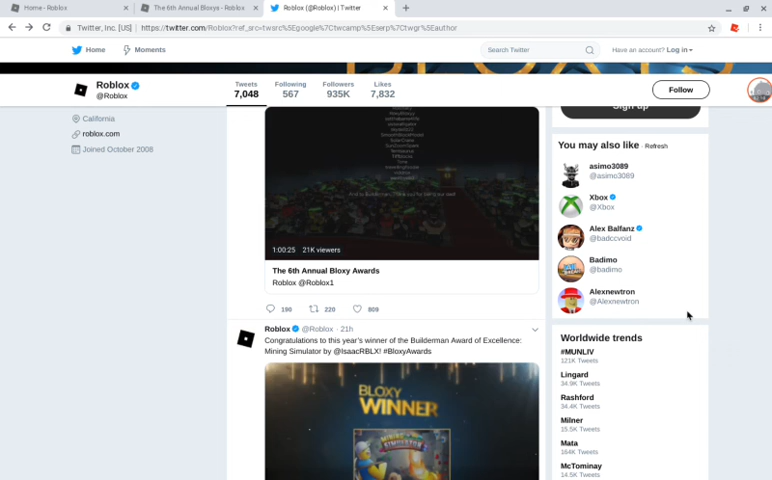 Home - Roblox
The 6th Annual Bloxys - Roblox
Roblox (@Roblox) | Twitter
Twitter, Inc. [US] | https://twitter.com/Roblox?ref_src=twsrc%5Egoogle%7Ctwcamp%5Eserp%7Ctwgr%5Eauthor
Home
Moments
Search Twitter
Have an account? Log in
Roblox
@Roblox
Tweets
7,048
Following
567
Followers
935K
Likes
7,832
Follow
California
roblox.com
Joined October 2008
1:00:25 21K viewers
The 6th Annual Bloxy Awards
Roblox @Roblox1
190 220 809
Roblox @Roblox · 21h
Congratulations to this year's winner of the Builderman Award of Excellence:
Mining Simulator by @IsaacRBLX! #BloxyAwards
BLOXY
WINNER
MINING
SIMULATOR
Sign up
You may also like · Refresh
asimo3089
@asimo3089
Xbox
@Xbox
Alex Balfanz
@badccvoid
Badimo
@badimo
Alexnewtron
@Alexnewtron
Worldwide trends
#MUNLIV
121K Tweets
Lingard
34.9K Tweets
Rashford
34.4K Tweets
Milner
15.5K Tweets
Mata
164K Tweets
McTominay
14.5K Tweets